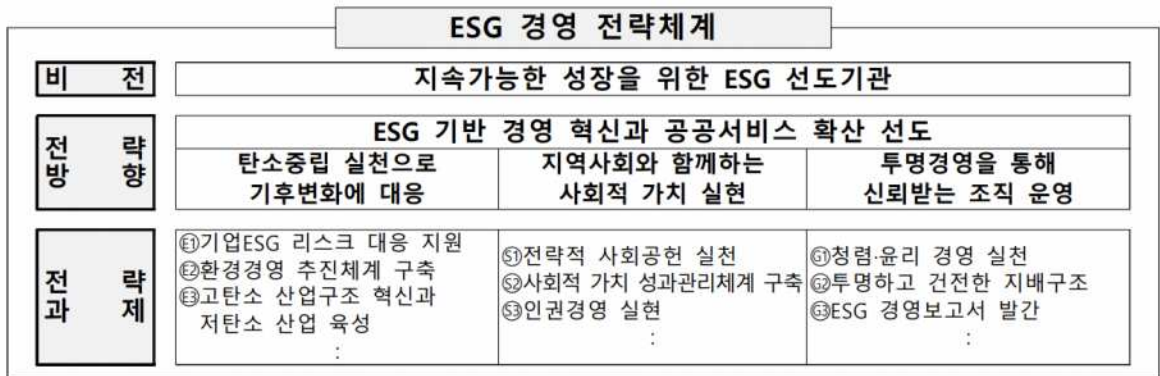 ESG 경영 전략체계
비 전
지속가능한 성장을 위한 ESG 선도기관
전 략
방 향
ESG 기반 경영 혁신과 공공서비스 확산 선도
탄소중립 실천으로
기후변화에 대응
지역사회와 함께하는
사회적 가치 실현
투명경영을 통해
신뢰받는 조직 운영
전 략
과 제
E1기업ESG 리스크 대응 지원
E2환경경영 추진체계 구축
E3고탄소 산업구조 혁신과
저탄소 산업 육성
:
S1전략적 사회공헌 실천
S2사회적 가치 성과관리체계 구축
S3인권경영 실현
:
G1청렴·윤리 경영 실천
G2투명하고 건전한 지배구조
G3ESG 경영보고서 발간
: